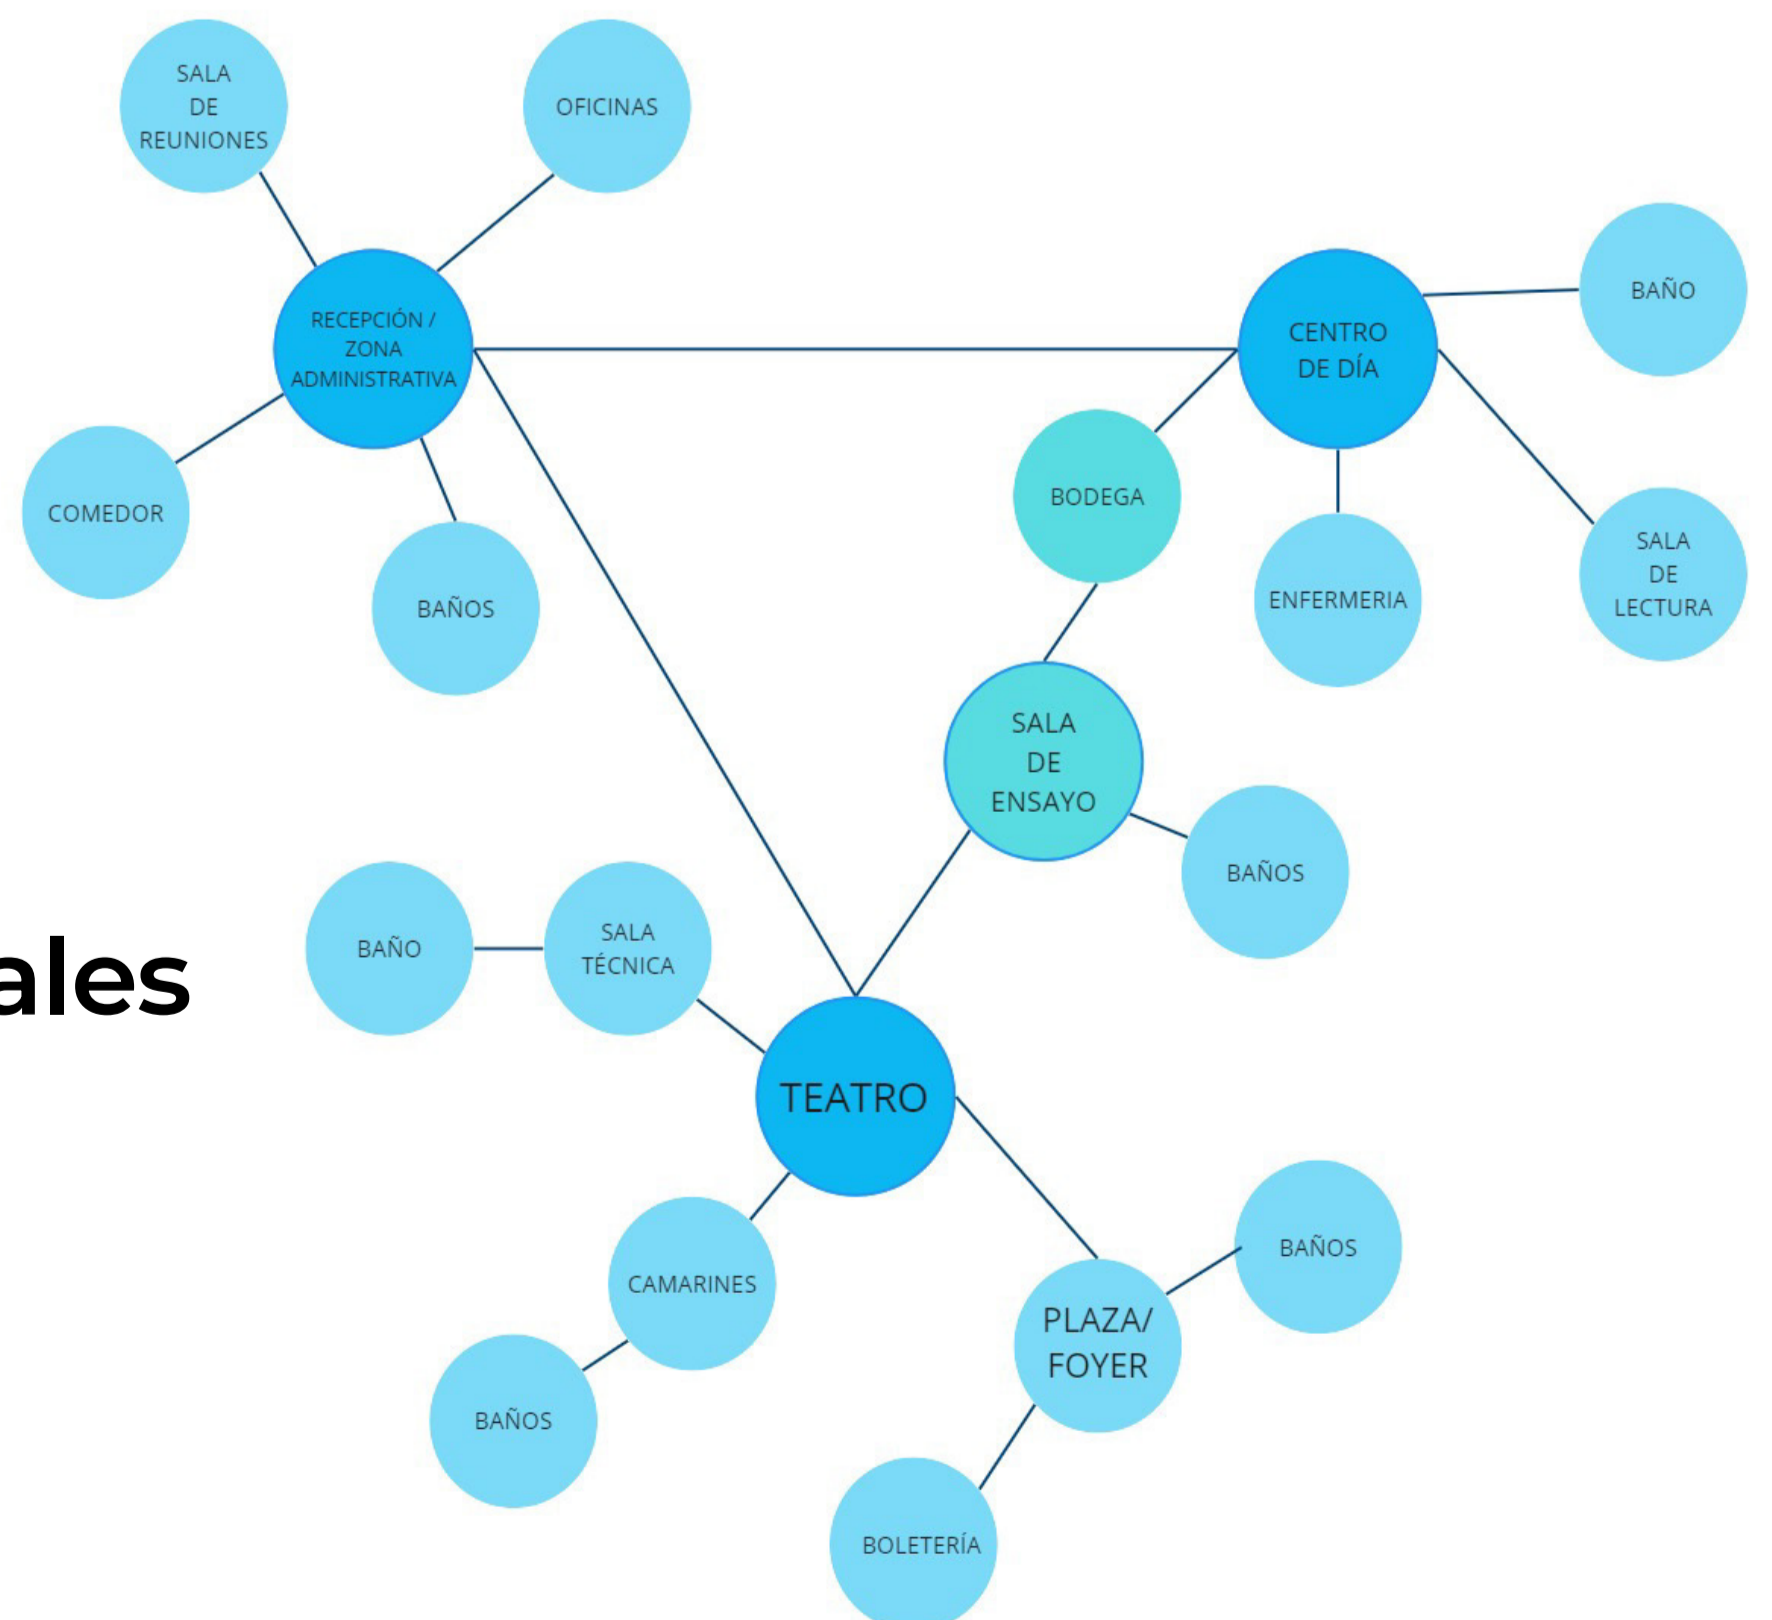 SALA
DE
REUNIONES
OFICINAS
RECEPCIÓN /
ZONA
ADMINISTRATIVA
CENTRO
DE DÍA
BAÑO
COMEDOR
BAÑOS
BODEGA
ENFERMERIA
SALA
DE
LECTURA
SALA
DE
ENSAYO
BAÑOS
BAÑO
SALA
TÉCNICA
ales
TEATRO
CAMARINES
BAÑOS
PLAZA/
FOYER
BAÑOS
BOLETERÍA